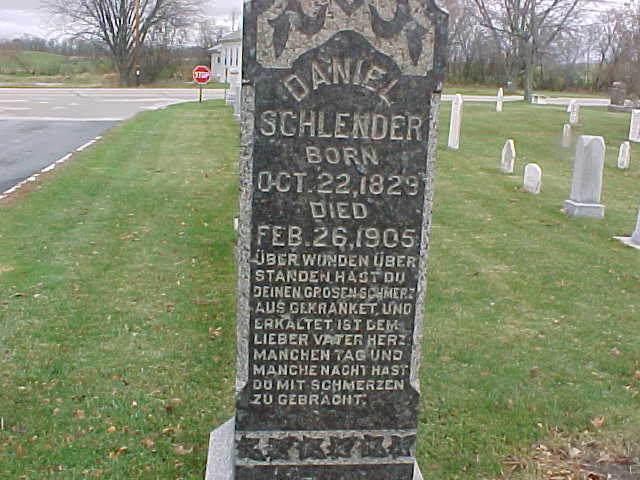 STOP
DANIEL
SCHLENDER
BORN
OCT. 22, 1829
DIED
FEB. 26, 1905
ÜBER WUNDEN ÜBER
STANDEN HAST DU
DEINEN GROSEN SCHMERZ
AUS GEKRANKET UND
ERKALTET IST DEM
LIEBER VATER HERZ.
MANCHEN TAG UND
MANCHE NACHT HAST
DU MIT SCHMERZEN
ZU GEBRACHT.